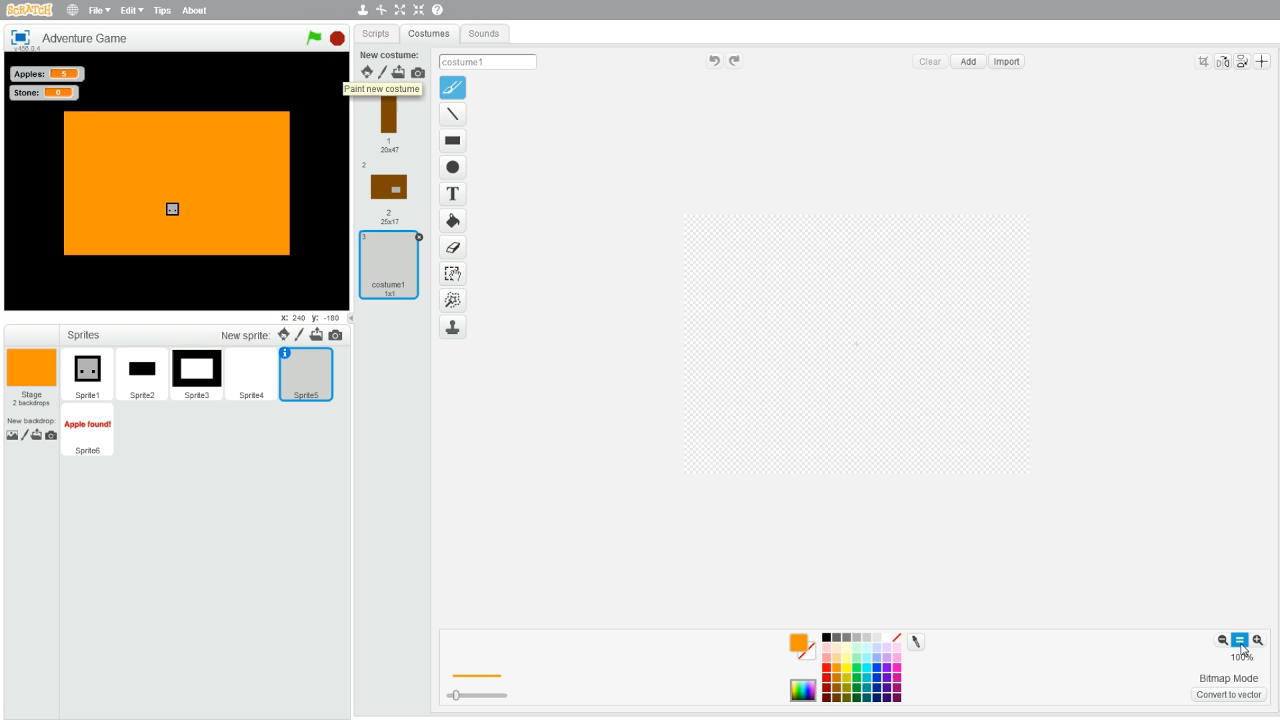 SCRATCH File Edit Tips About
Adventure Game
v456.0.4
Scripts Costumes Sounds
New costume:
Paint new costume
Apples: 5
Stone: 0
1
20x47
2
2
25x17
3
costume1
1x1
costume1
Clear Add Import
T
x: 240 y: -180
Sprites New sprite:
Stage
2 backdrops
New backdrop:
Sprite1 Sprite2 Sprite3 Sprite4 Sprite5
Apple found!
Sprite6
100%
Bitmap Mode
Convert to vector